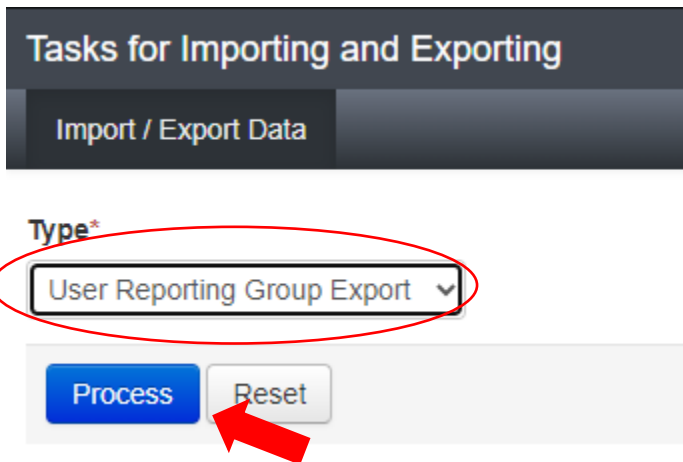 Tasks for Importing and Exporting
Import / Export Data
Type*
User Reporting Group Export
Process Reset